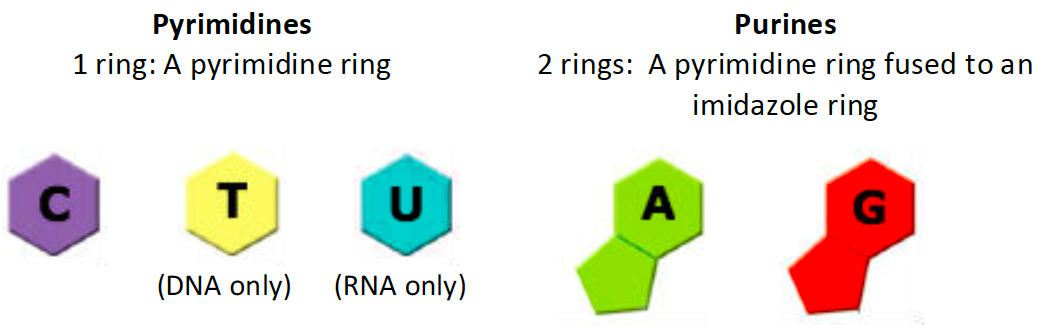 Pyrimidines
1 ring: A pyrimidine ring
C
T
U
(DNA only)
(RNA only)
Purines
2 rings:  A pyrimidine ring fused to an
imidazole ring
A
G